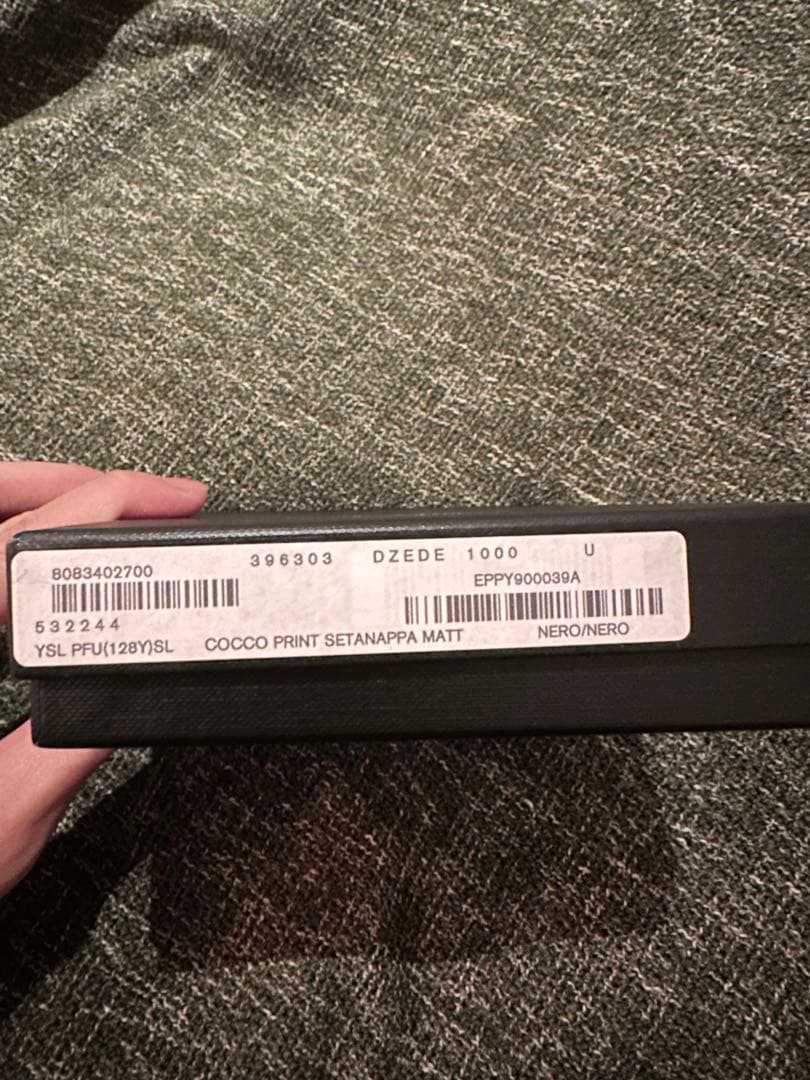 396303 DZEDE 1000 U
8083402700 EPPY900039A
532244
YSL PFU(128Y)SL COCCO PRINT SETANAPPA MATT NERO/NERO